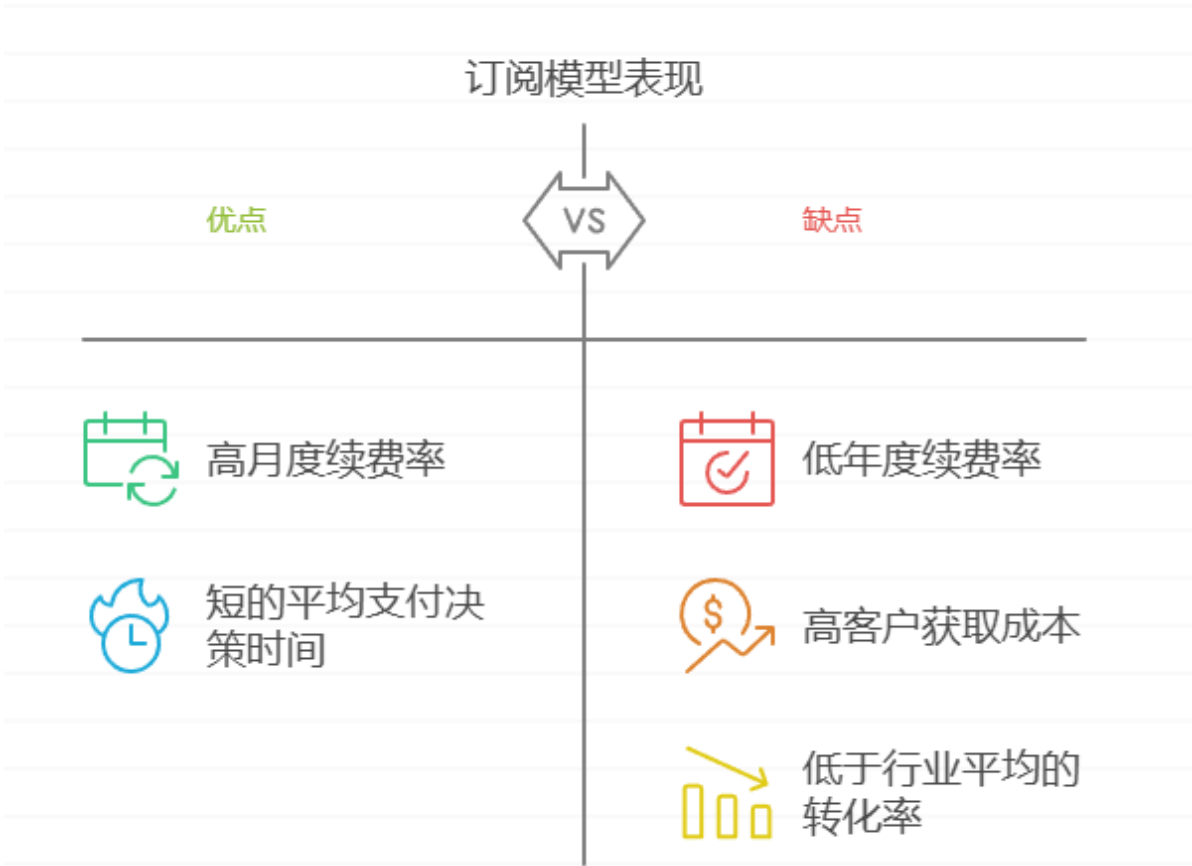 订阅模型表现
优点
VS
缺点
高月度续费率
低年度续费率
短的平均支付决
策时间
$
高客户获取成本
低于行业平均的
转化率